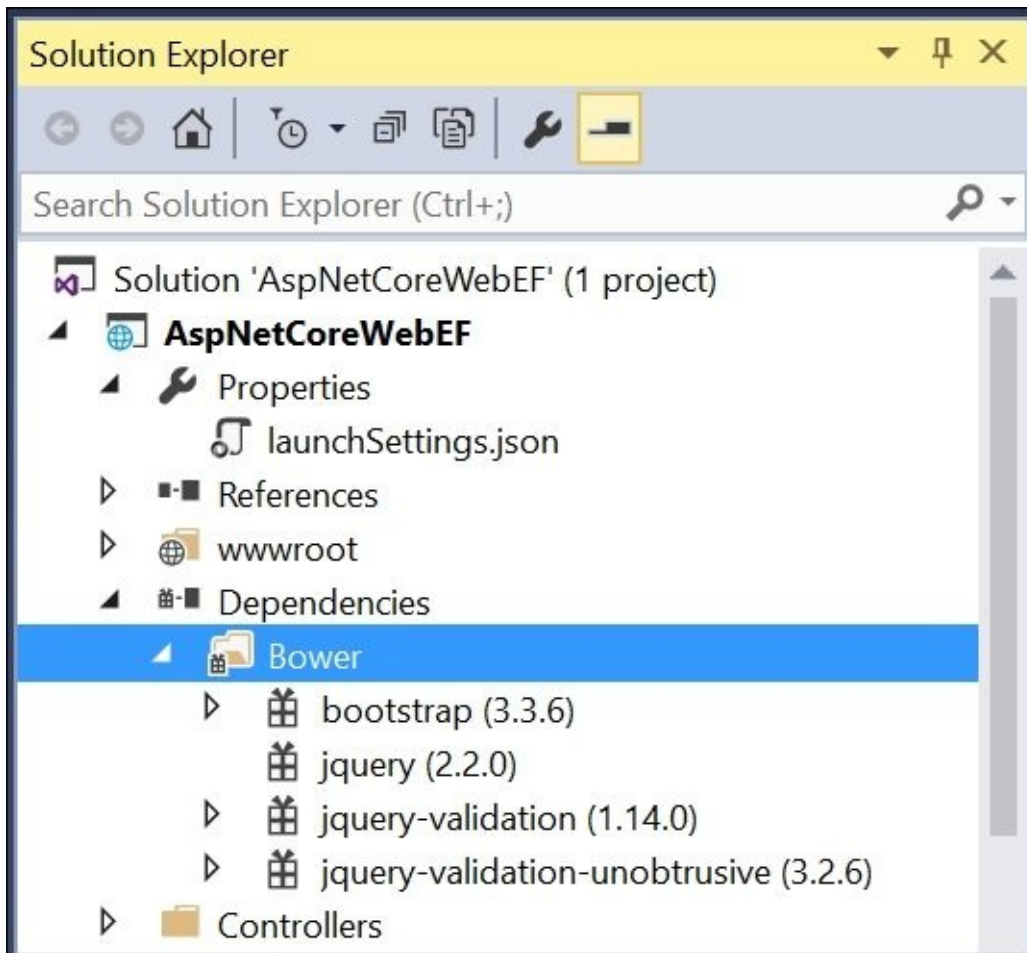 Solution Explorer
Search Solution Explorer (Ctrl+;)
Solution 'AspNetCoreWebEF' (1 project)
AspNetCoreWebEF
Properties
launchSettings.json
References
wwwroot
Dependencies
Bower
bootstrap (3.3.6)
jquery (2.2.0)
jquery-validation (1.14.0)
jquery-validation-unobtrusive (3.2.6)
Controllers